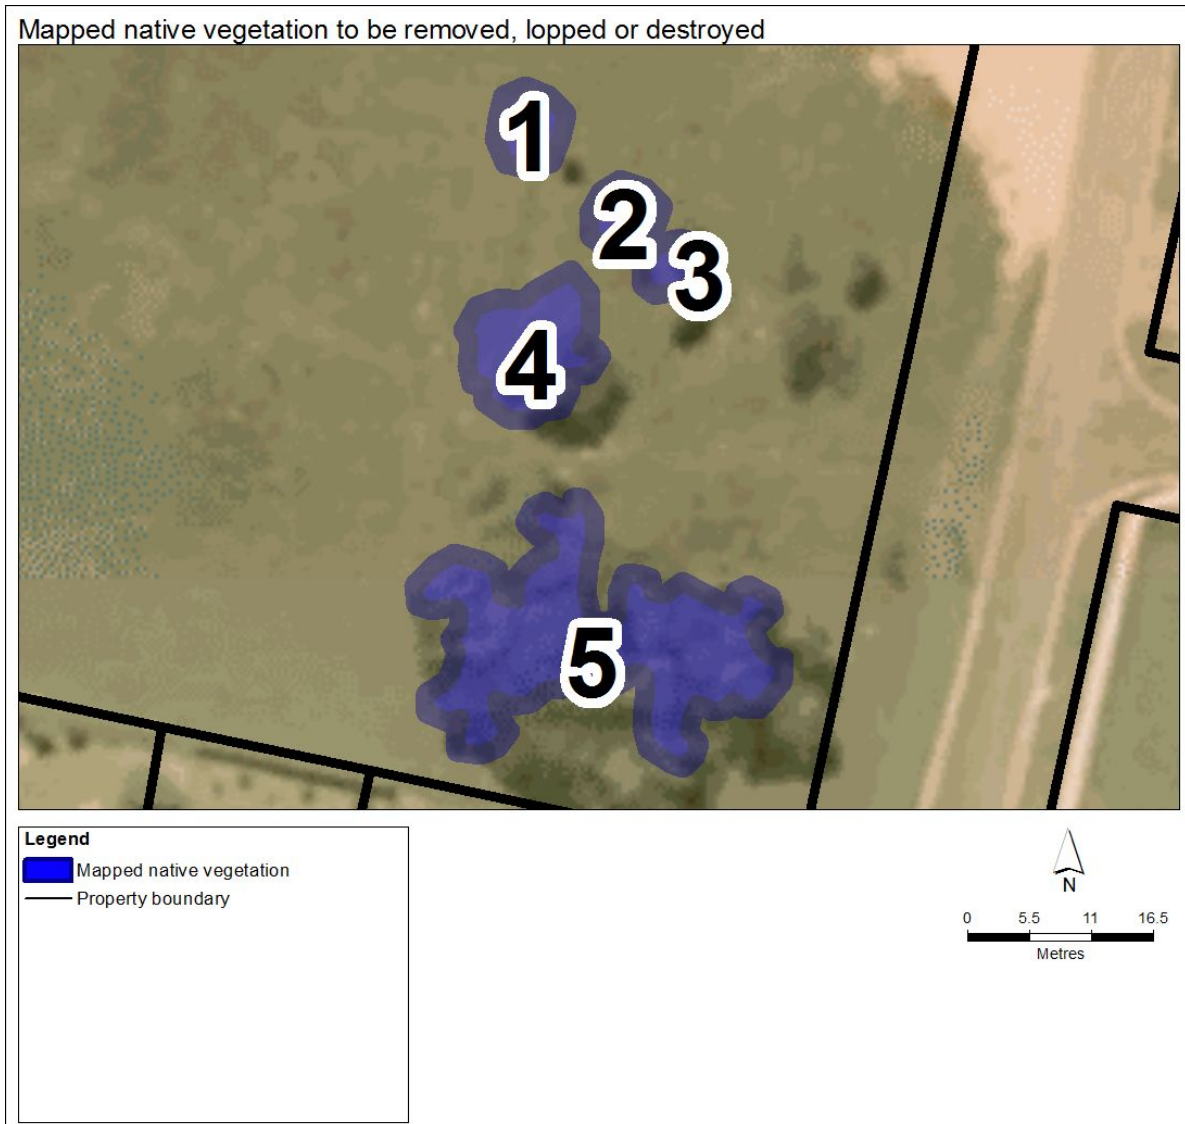 Mapped native vegetation to be removed, lopped or destroyed
1
2
3
4
5
Legend
Mapped native vegetation
Property boundary
N
0 5.5 11 16.5
Metres